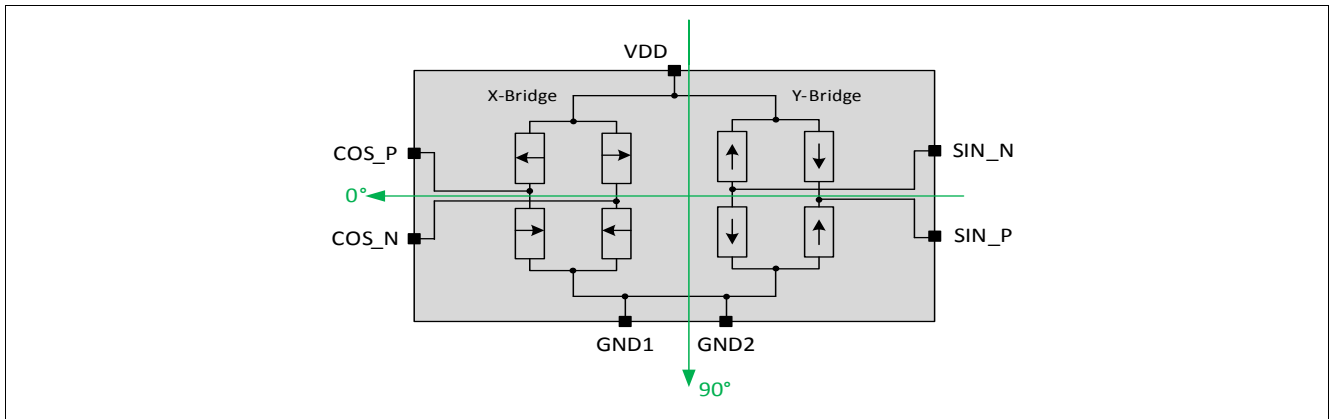 VDD
X-Bridge
Y-Bridge
COS_P
SIN_N
0°
COS_N
SIN_P
GND1
GND2
90°